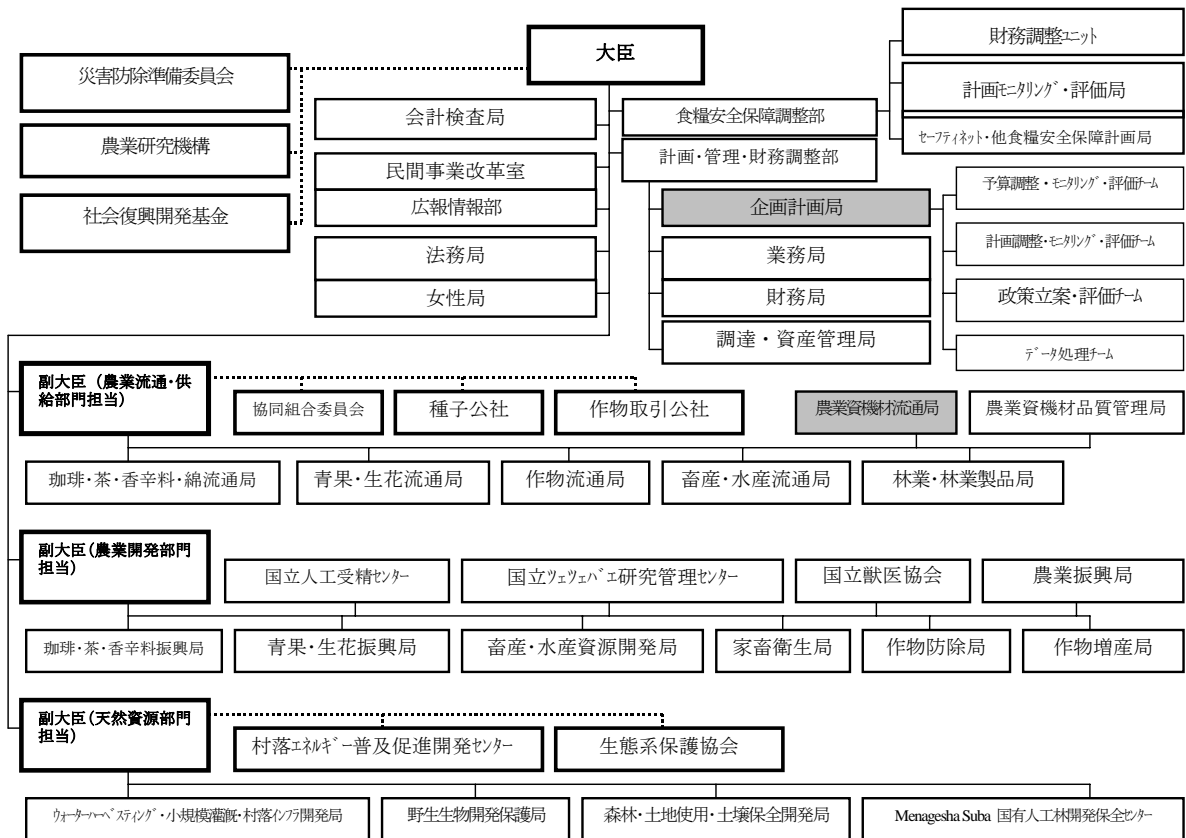 大臣
災害防除準備委員会
農業研究機構
社会復興開発基金
会計検査局
民間事業改革室
広報情報部
法務局
女性局
食糧安全保障調整部
計画・管理・財務調整部
企画計画局
業務局
財務局
調達・資産管理局
財務調整ﾕﾆｯﾄ
計画ﾓﾆﾀﾘﾝｸﾞ・評価局
ｾｰﾌﾃｨﾈｯﾄ・他食糧安全保障計画局
予算調整・ﾓﾆﾀﾘﾝｸﾞ・評価ﾁｰﾑ
計画調整・ﾓﾆﾀﾘﾝｸﾞ・評価ﾁｰﾑ
政策立案・評価ﾁｰﾑ
ﾃﾞｰﾀ処理ﾁｰﾑ
副大臣（農業流通・供
給部門担当）
協同組合委員会
種子公社
作物取引公社
農業資機材流通局
農業資機材品質管理局
珈琲・茶・香辛料・綿流通局
青果・生花流通局
作物流通局
畜産・水産流通局
林業・林業製品局
副大臣（農業開発部門
担当）
国立人工受精ｾﾝﾀｰ
国立ﾂｪﾂｪﾊﾞｴ研究管理ｾﾝﾀｰ
国立獣医協会
農業振興局
珈琲・茶・香辛料振興局
青果・生花振興局
畜産・水産資源開発局
家畜衛生局
作物防除局
作物増産局
副大臣（天然資源部門
担当）
村落ｴﾈﾙｷﾞｰ普及促進開発ｾﾝﾀｰ
生態系保護協会
ｳｫｰﾀｰﾊｰﾍﾞｽﾃｨﾝｸﾞ・小規模灌漑・村落ｲﾝﾌﾗ開発局
野生生物開発保護局
森林・土地使用・土壌保全開発局
Menagesha Suba 国有人工林開発保全ｾﾝﾀｰ